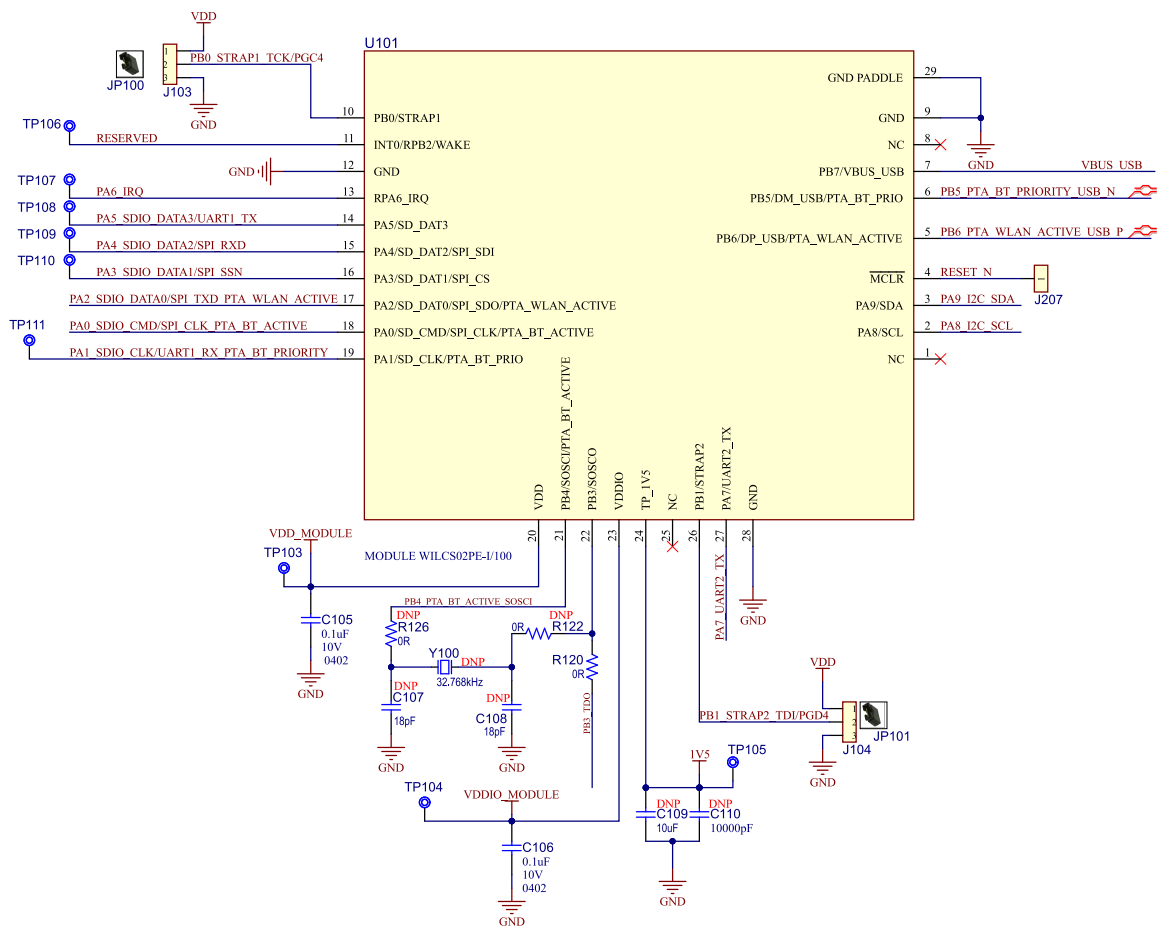 VDD
U101
1
PB0_STRAP1_TCK/PGC4
2
3
JP100
J103
GND
29
GND PADDLE
TP106
RESERVED
10
PB0/STRAP1
GND
9
11
INT0/RPB2/WAKE
NC
8
GND
12
GND
GND
PB7/VBUS_USB
7
VBUS_USB
TP107
PA6_IRQ
13
RPA6_IRQ
PB5/DM_USB/PTA_BT_PRIO
6
PB5_PTA_BT_PRIORITY_USB_N
TP108
PA5_SDIO_DATA3/UART1_TX
14
PA5/SD_DAT3
TP109
PA4_SDIO_DATA2/SPI_RXD
15
PA4/SD_DAT2/SPI_SDI
PB6/DP_USB/PTA_WLAN_ACTIVE
5
PB6_PTA_WLAN_ACTIVE_USB_P
TP110
PA3_SDIO_DATA1/SPI_SSN
16
PA3/SD_DAT1/SPI_CS
MCLR
4
RESET_N
1
J207
PA2_SDIO_DATA0/SPI_TXD_PTA_WLAN_ACTIVE
17
PA2/SD_DAT0/SPI_SDO/PTA_WLAN_ACTIVE
PA9/SDA
3
PA9_I2C_SDA
TP111
PA0_SDIO_CMD/SPI_CLK_PTA_BT_ACTIVE
18
PA0/SD_CMD/SPI_CLK/PTA_BT_ACTIVE
PA8/SCL
2
PA8_I2C_SCL
PA1_SDIO_CLK/UART1_RX_PTA_BT_PRIORITY
19
PA1/SD_CLK/PTA_BT_PRIO
NC
1
VDD
PB4/SOSCI/PTA_BT_ACTIVE
PB3/SOSCO
VDDIO
TP_1V5
NC
PB1/STRAP2
PA7/UART2_TX
GND
20
21
22
23
24
25
26
27
28
VDD_MODULE
TP103
MODULE WILCS02PE-I/100
PA7_UART2_TX
C105
0.1uF
10V
0402
GND
PB4_PTA_BT_ACTIVE_SOSCI
DNP
R126
0R
DNP
0R
R122
Y100
DNP
32.768kHz
R120
0R
DNP
C107
18pF
DNP
C108
18pF
PB3_TDO
GND
GND
GND
VDD
PB1_STRAP2_TDI/PGD4
1
2
3
J104
JP101
GND
1V5
TP105
TP104
VDDIO_MODULE
DNP
C109
10uF
DNP
C110
10000pF
C106
0.1uF
10V
0402
GND
GND